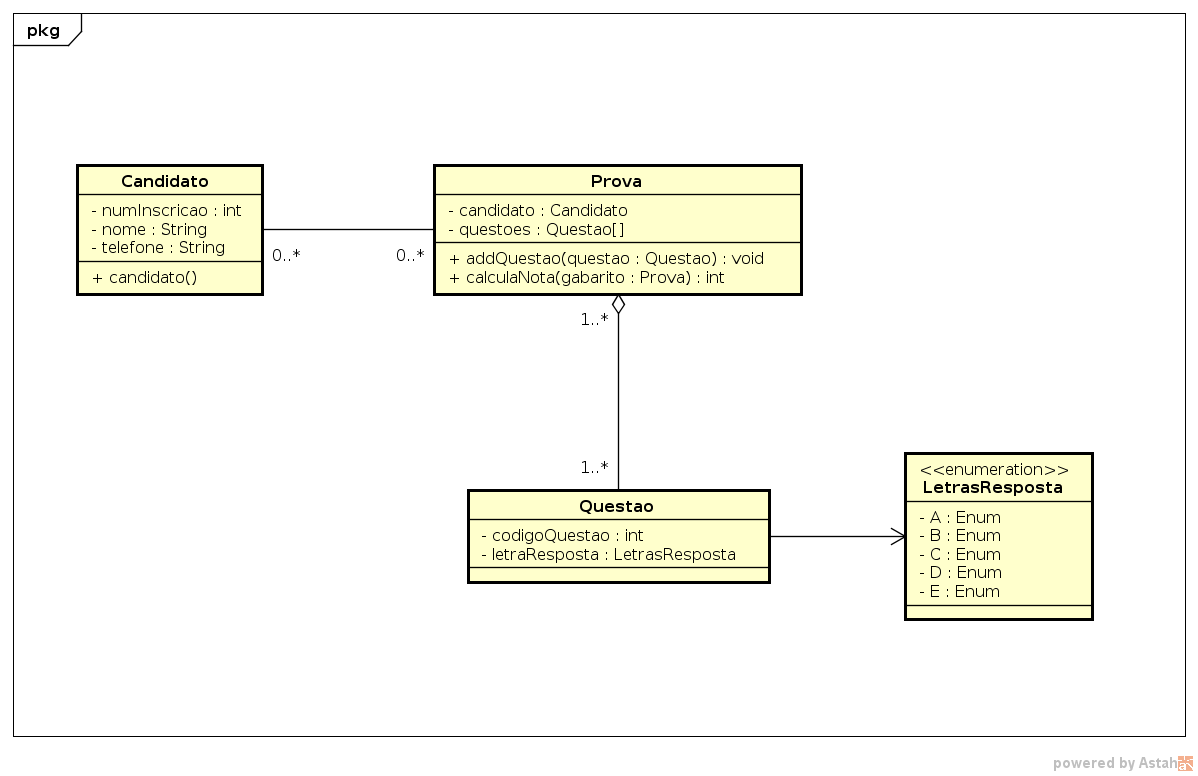 pkg
Candidato
- numInscricao : int
- nome : String
- telefone : String
+ candidato()
0..*
0..*
Prova
- candidato : Candidato
- questoes : Questao[]
+ addQuestao(questao : Questao) : void
+ calculaNota(gabarito : Prova) : int
1..*
1..*
Questao
- codigoQuestao : int
- letraResposta : LetrasResposta
<<enumeration>>
LetrasResposta
- A : Enum
- B : Enum
- C : Enum
- D : Enum
- E : Enum
powered by Astah